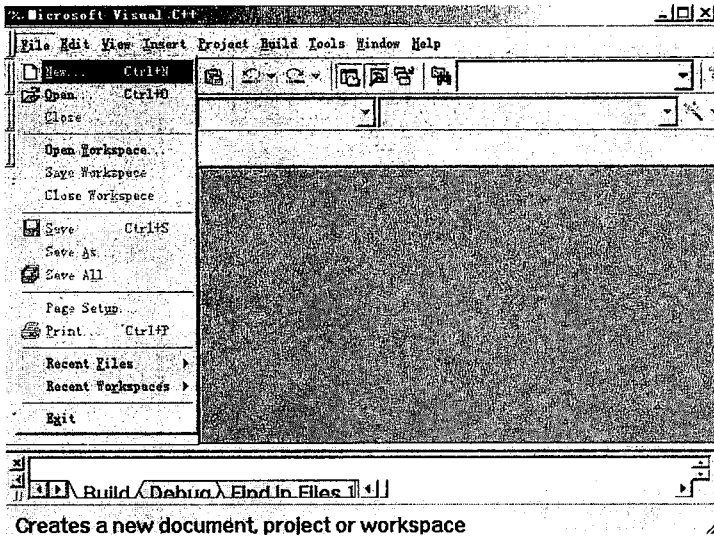 Microsoft Visual C++
File Edit View Insert Project Build Tools Window Help
New... Ctrl+N
Open... Ctrl+O
Close
Open Workspace...
Save Workspace
Close Workspace
Save Ctrl+S
Save As...
Save All
Page Setup...
Print... Ctrl+P
Recent Files
Recent Workspaces
Exit
Build Debug Find in Files 1
Creates a new document, project or workspace